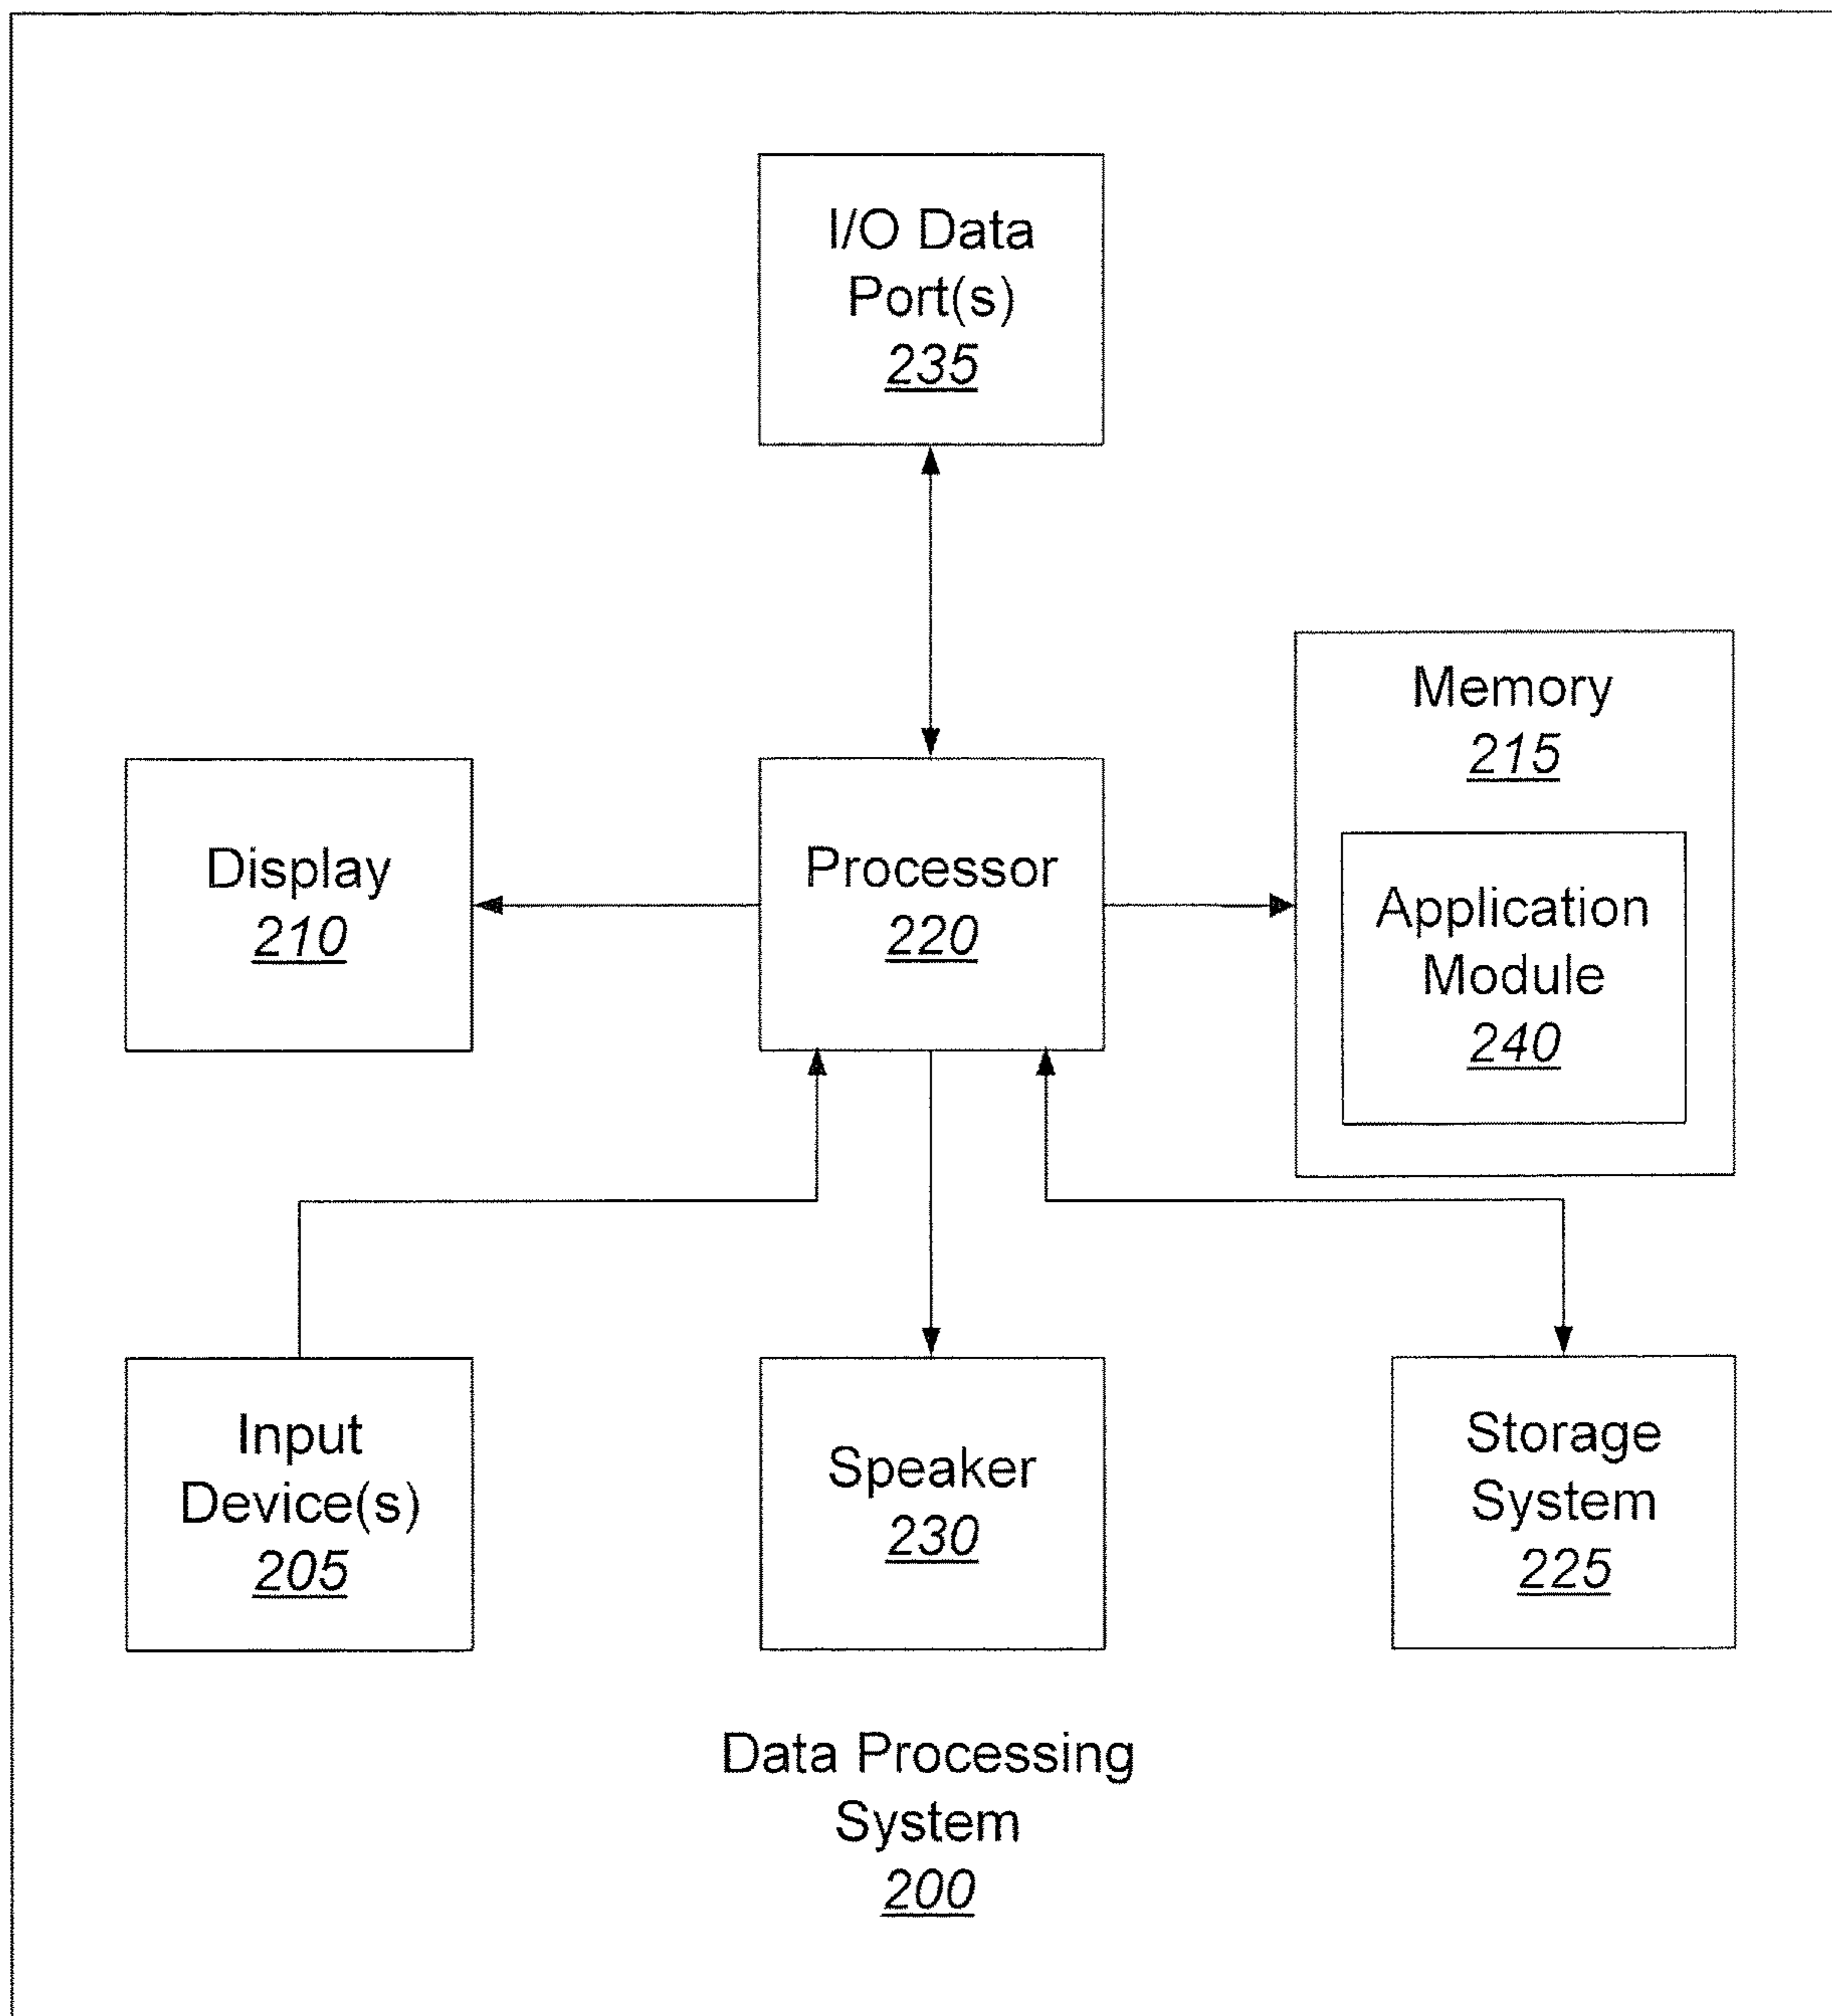 I/O Data
Port(s)
235
Memory
215
Display
210
Processor
220
Application
Module
240
Input
Device(s)
205
Speaker
230
Storage
System
225
Data Processing
System
200